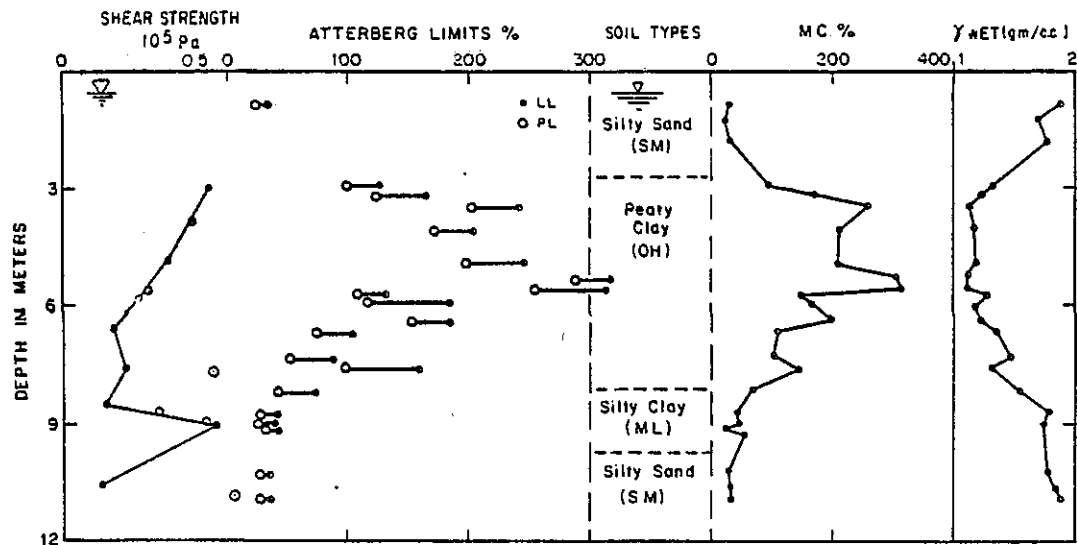 SHEAR STRENGTH
10⁵ Pa
ATTERBERG LIMITS %
SOIL TYPES
M.C. %
γ WET (gm/c.c.)
0
0.5
0
100
200
300
0
200
400
1
2
LL
PL
Silty Sand
(SM)
3
Peaty
Clay
(OH)
6
DEPTH IN METERS
Silty Clay
(ML)
9
Silty Sand
(SM)
12